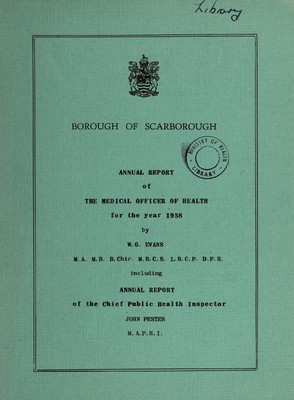 Library
BOROUGH OF SCARBOROUGH
MINISTRY OF HEALTH
LIBRARY
ANNUAL REPORT
of
THE MEDICAL OFFICER OF HEALTH
for the year 1958
by
W.G. EVANS
M.A. M.B. B.Chir. M.R.C.S. L.R.C.P. D.P.H.
including
ANNUAL REPORT
of the Chief Public Health Inspector
JOHN PESTER
M.A.P.H.I.